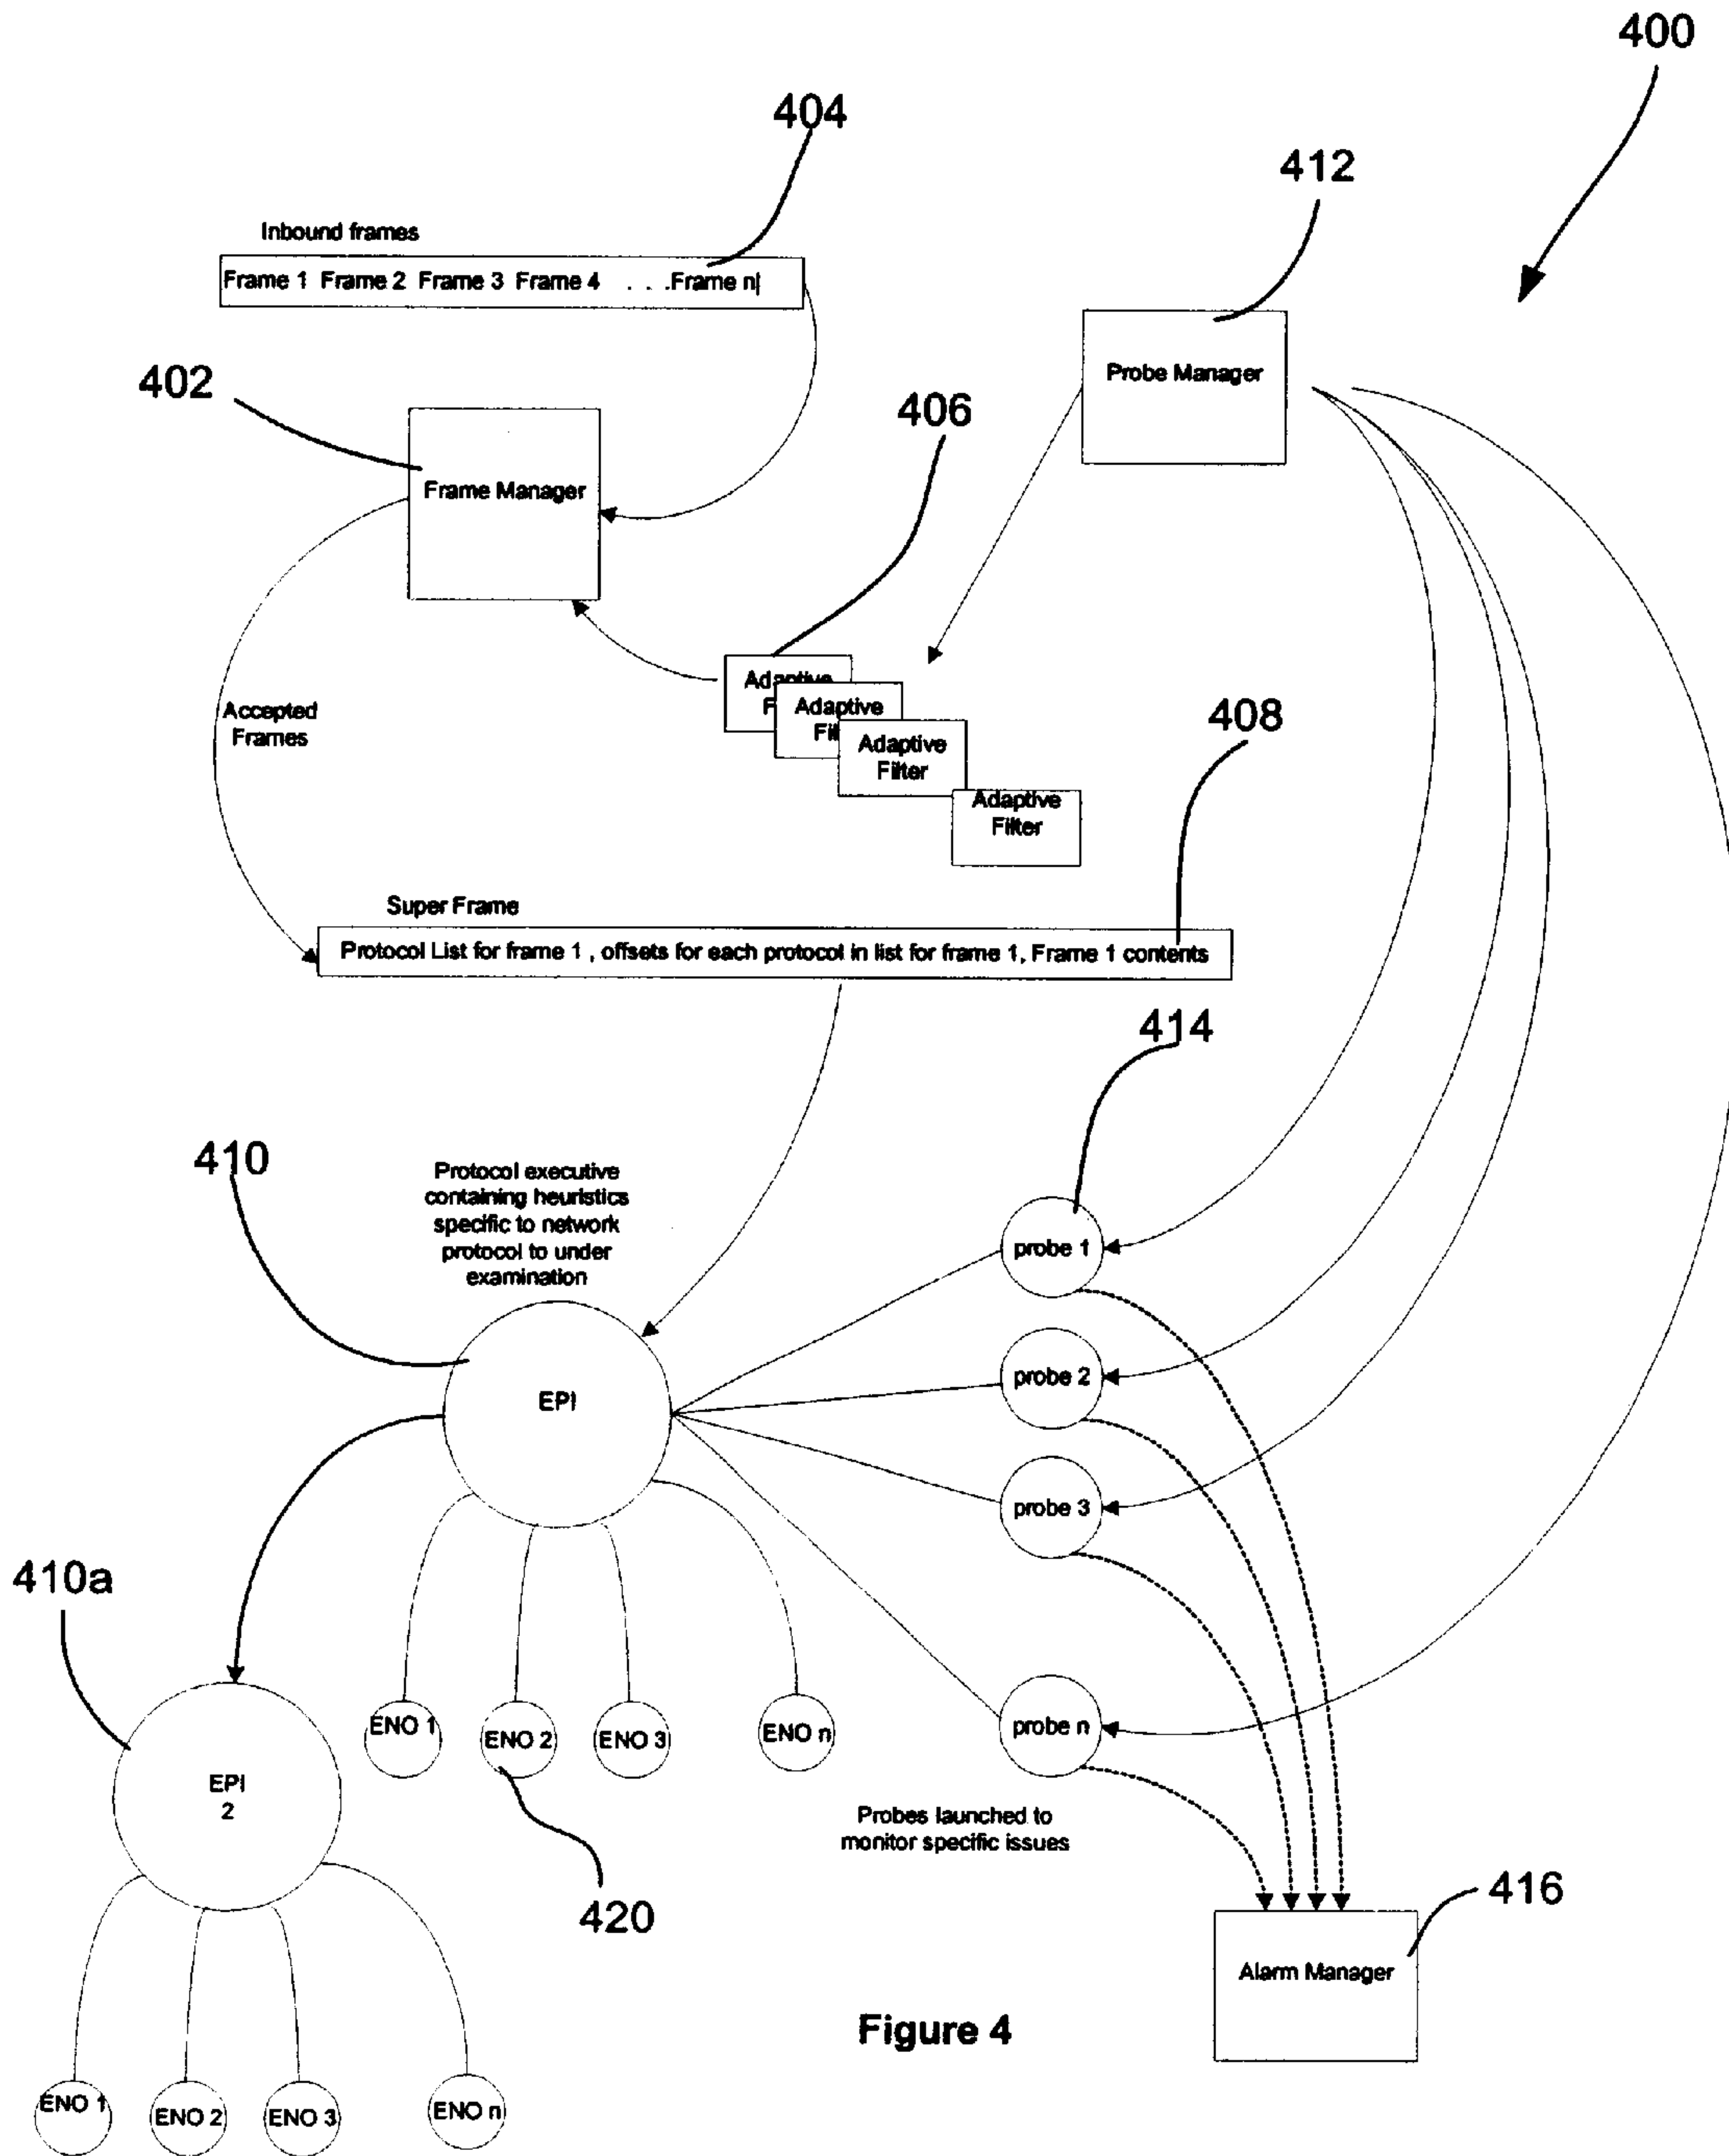 400
404
412
Inbound frames
Frame 1 Frame 2 Frame 3 Frame 4 . . .Frame n
402
406
Probe Manager
Frame Manager
Adaptive
Adaptive
Fil
Adaptive
Filter
Adaptive
Filter
Accepted
Frames
408
Super Frame
Protocol List for frame 1 , offsets for each protocol in list for frame 1, Frame 1 contents
414
410
Protocol executive
containing heuristics
specific to network
protocol to under
examination
probe 1
probe 2
EPI
probe 3
410a
ENO 1
ENO 2
ENO 3
ENO n
probe n
EPI
2
Probes launched to
monitor specific issues
420
416
Alarm Manager
Figure 4
ENO 1
ENO 2
ENO 3
ENO n